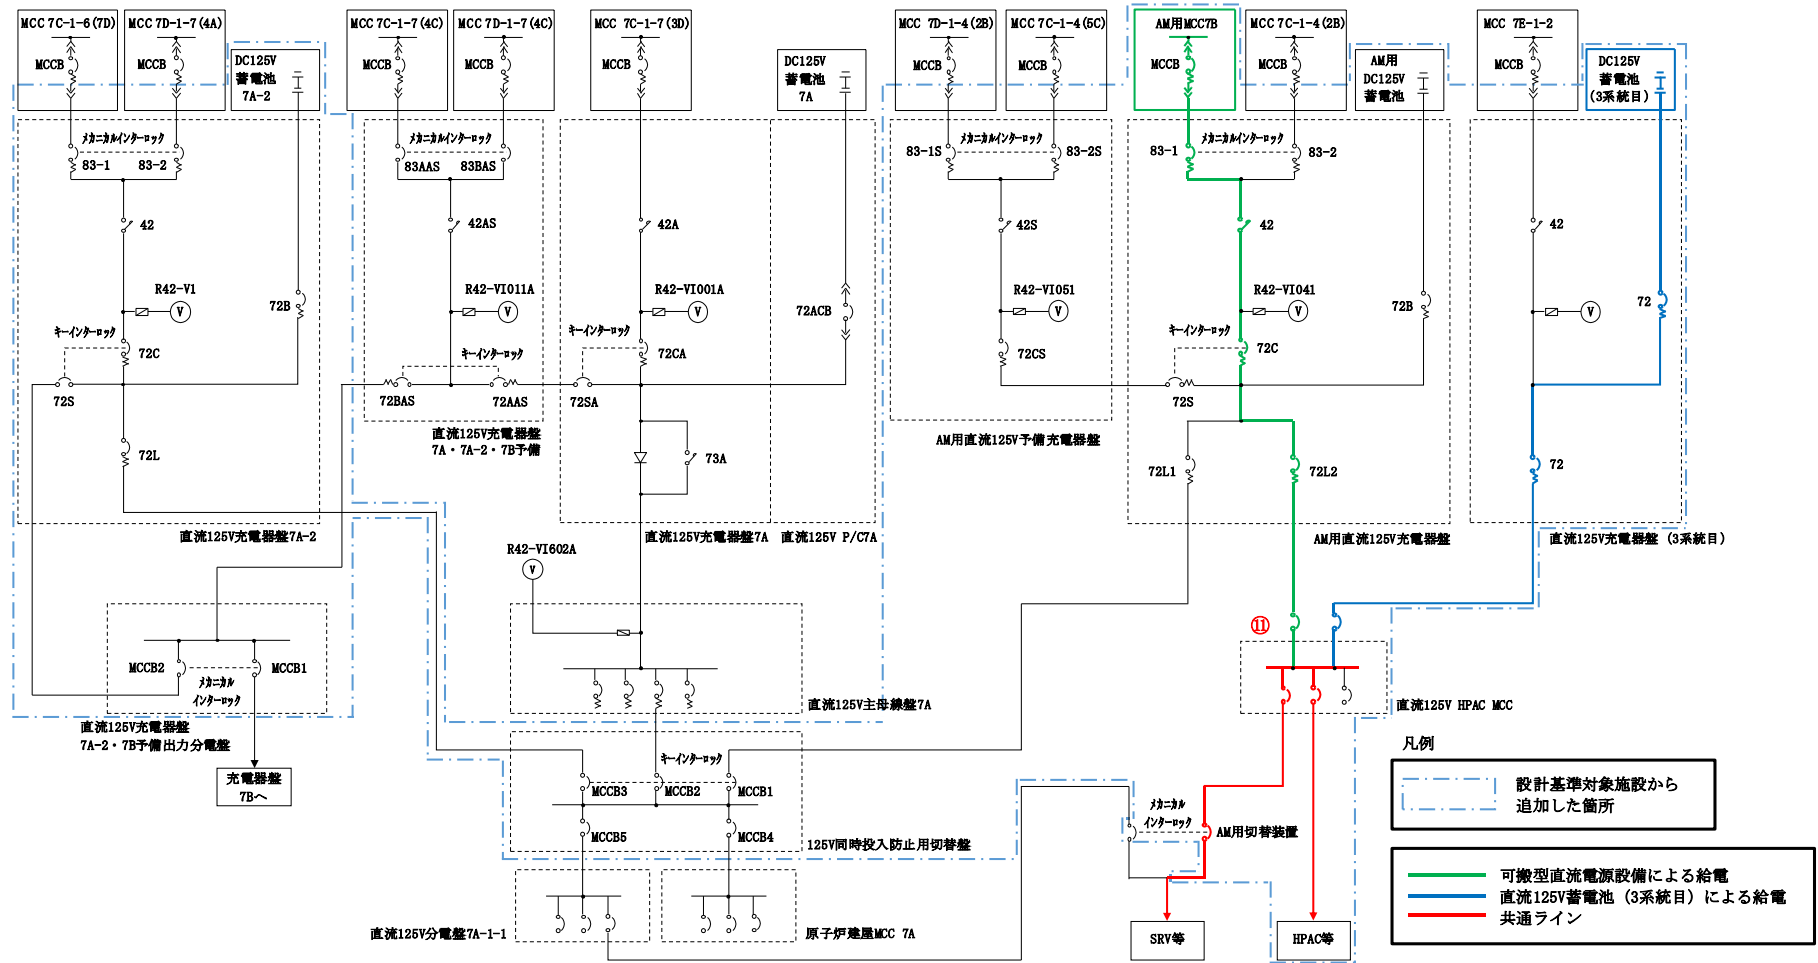 MCC 7C-1-6(7D)
MCC 7D-1-7(4A)
MCC 7C-1-7(4C)
MCC 7D-1-7(4C)
MCC 7C-1-7(3D)
MCC 7D-1-4(2B)
MCC 7C-1-4(5C)
AM用MCC7B
MCC 7C-1-4(2B)
MCC 7E-1-2
MCCB
MCCB
DC125V
蓄電池
7A-2
MCCB
MCCB
MCCB
DC125V
蓄電池
7A
MCCB
MCCB
MCCB
MCCB
AM用
DC125V
蓄電池
MCCB
DC125V
蓄電池
(3系統目)
メカニカルインターロック
83-1
83-2
メカニカルインターロック
83AAS
83BAS
メカニカルインターロック
83-1S
83-2S
メカニカルインターロック
83-1
83-2
42
42AS
42A
42S
42
42
R42-V1
V
72B
R42-VI011A
V
R42-VI001A
V
72ACB
R42-VI051
V
R42-VI041
V
72B
V
72
キーインターロック
72C
72S
キーインターロック
72BAS
72AAS
キーインターロック
72CA
72SA
72CS
キーインターロック
72C
72S
直流125V充電器盤
7A・7A-2・7B予備
AM用直流125V予備充電器盤
72L
73A
72L1
72L2
72
直流125V充電器盤7A-2
直流125V充電器盤7A
直流125V P/C7A
AM用直流125V充電器盤
直流125V充電器盤(3系統目)
R42-VI602A
V
⑪
MCCB2
MCCB1
メカニカル
インターロック
直流125V主母線盤7A
直流125V HPAC MCC
直流125V充電器盤
7A-2・7B予備出力分電盤
充電器盤
7Bへ
キーインターロック
MCCB3
MCCB2
MCCB1
MCCB5
MCCB4
125V同時投入防止用切替盤
メカニカル
インターロック
AM用切替装置
直流125V分電盤7A-1-1
原子炉建屋MCC 7A
SRV等
HPAC等
凡例
設計基準対象施設から
追加した箇所
可搬型直流電源設備による給電
直流125V蓄電池(3系統目)による給電
共通ライン